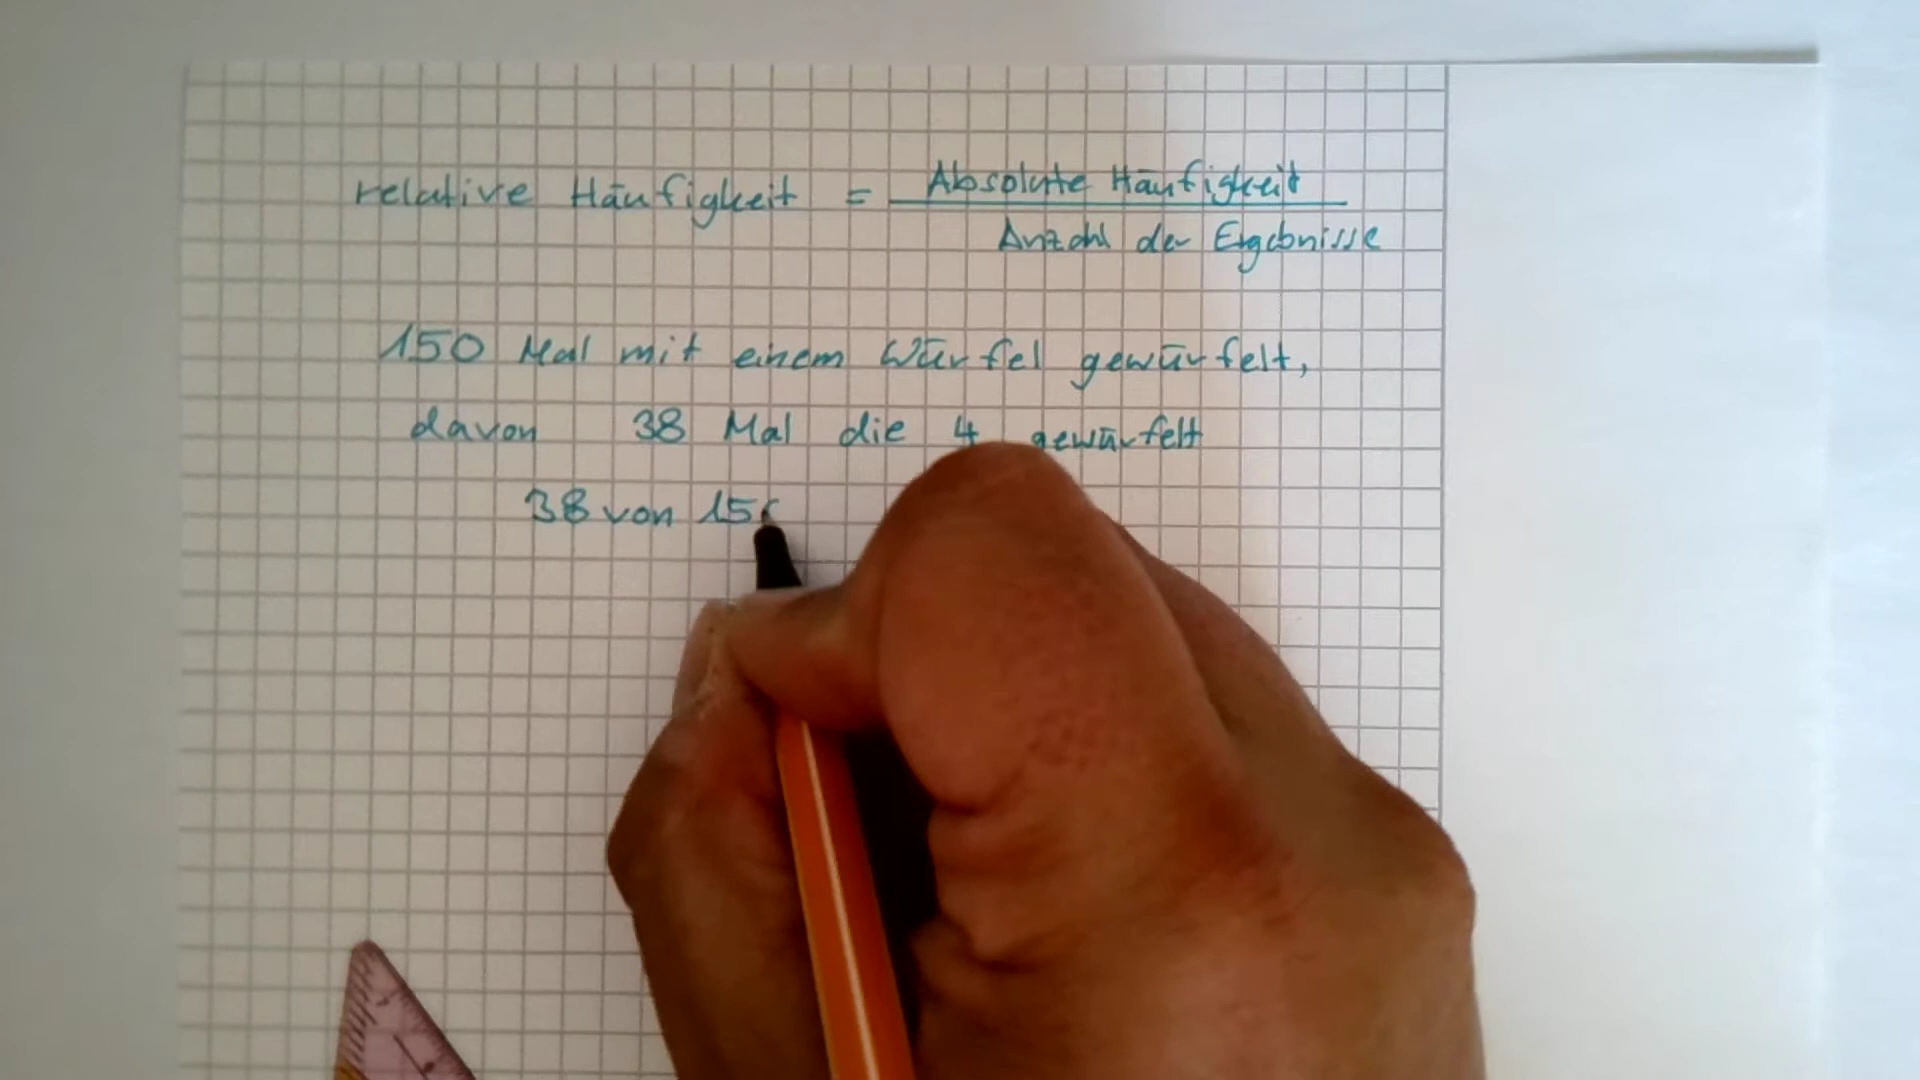 relative Häufigkeit = Absolute Häufigkeit
Anzahl der Ergebnisse
150 Mal mit einem Würfel gewürfelt,
davon 38 Mal die 4 gewürfelt
38 von 150